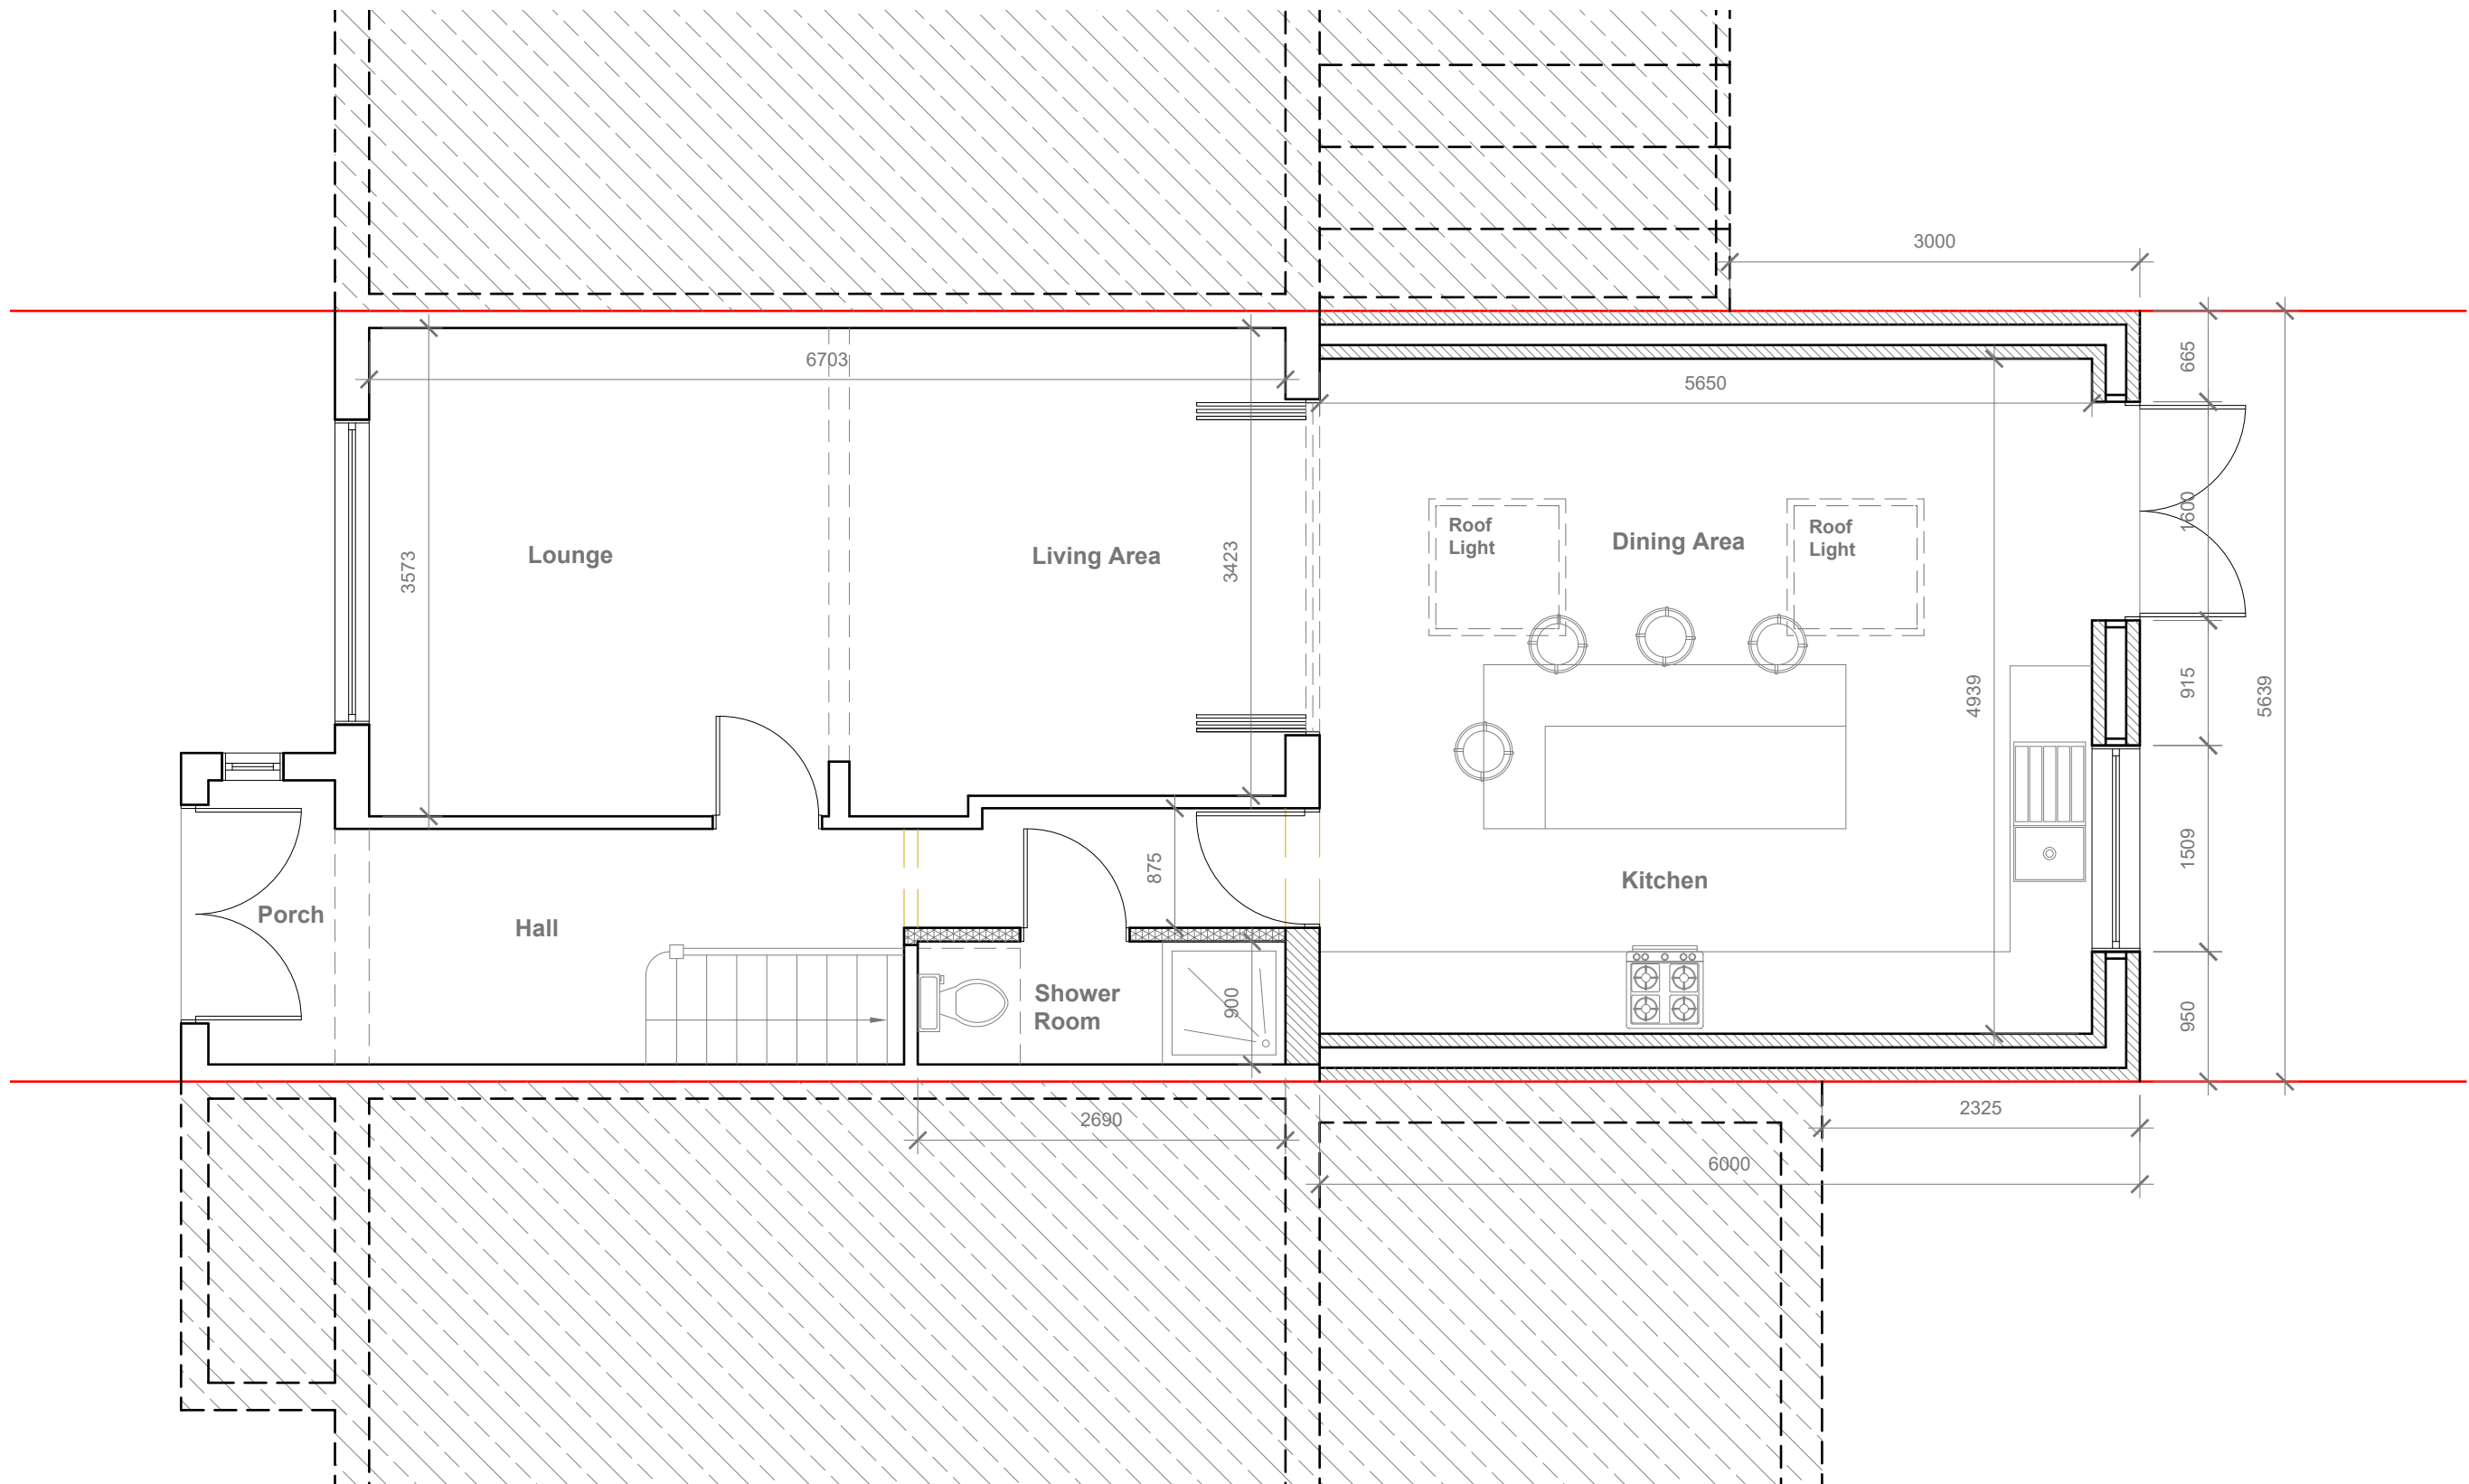 3000
6703
5650
665
Roof
Light
Roof
Light
1600
Lounge
Living Area
Dining Area
3573
3423
4939
915
5639
875
1509
Kitchen
Porch
Hall
Shower
Room
900
950
2690
2325
6000